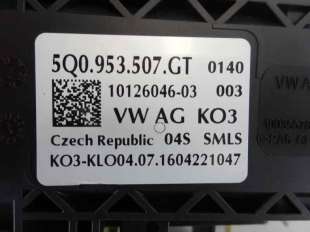 5Q0.953.507.GT 0140
10126046-03 003
VW AG KO3
Czech Republic 04S SMLS
KO3-KLO04.07.1604221047
VW A